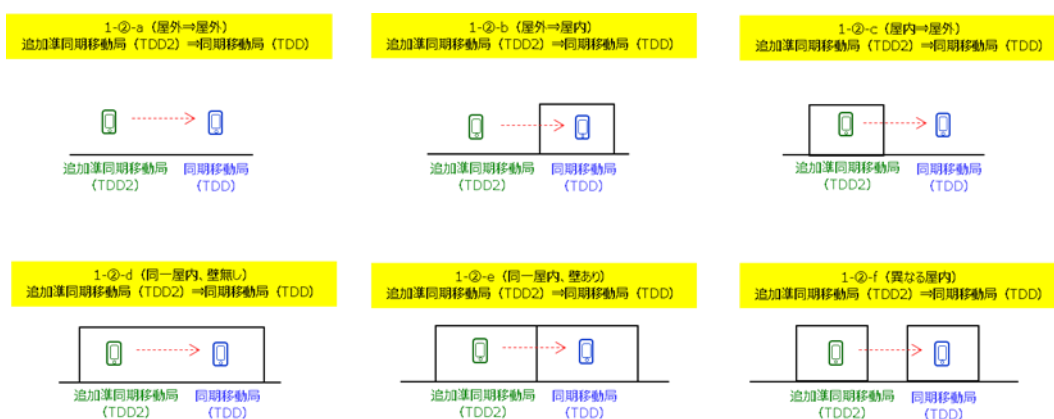 1-②-a（屋外⇒屋外）
追加準同期移動局（TDD2）⇒同期移動局（TDD）
追加準同期移動局
（TDD2）
同期移動局
（TDD）
1-②-b（屋外⇒屋内）
追加準同期移動局（TDD2）⇒同期移動局（TDD）
追加準同期移動局
（TDD2）
同期移動局
（TDD）
1-②-c（屋内⇒屋外）
追加準同期移動局（TDD2）⇒同期移動局（TDD）
追加準同期移動局
（TDD2）
同期移動局
（TDD）
1-②-d（同一屋内、壁無し）
追加準同期移動局（TDD2）⇒同期移動局（TDD）
追加準同期移動局
（TDD2）
同期移動局
（TDD）
1-②-e（同一屋内、壁あり）
追加準同期移動局（TDD2）⇒同期移動局（TDD）
追加準同期移動局
（TDD2）
同期移動局
（TDD）
1-②-f（異なる屋内）
追加準同期移動局（TDD2）⇒同期移動局（TDD）
追加準同期移動局
（TDD2）
同期移動局
（TDD）